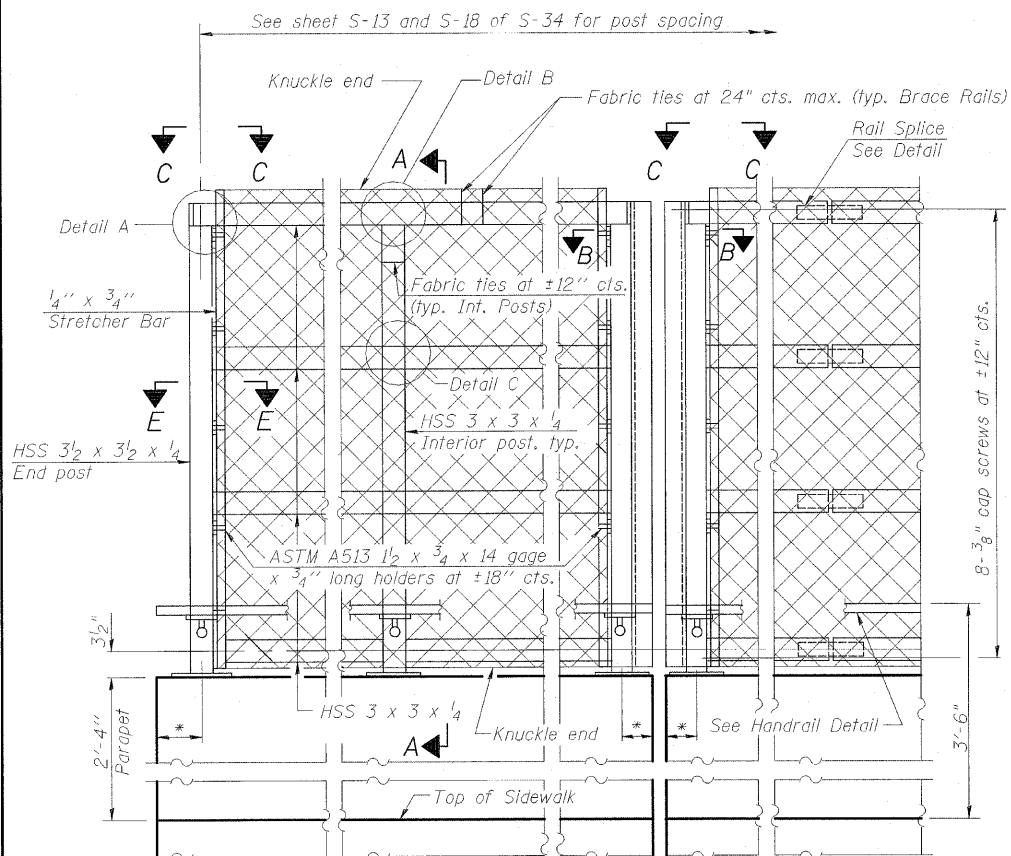 See sheet S-13 and S-18 of S-34 for post spacing
Knuckle end
Detail B
Fabric ties at 24" cts. max. (typ. Brace Rails)
Rail Splice
See Detail
C
C
A
C
C
Detail A
B
B
Fabric ties at ±12" cts.
(typ. Int. Posts)
1/4" x 3/4"
Stretcher Bar
Detail C
E
E
HSS 3 x 3 x 1/4
Interior post, typ.
HSS 3 1/2 x 3 1/2 x 1/4
End post
8- 3/8" cap screws at ±12" cts.
ASTM A513 1 1/2 x 3/4 x 14 gage
x 3/4" long holders at ±18" cts.
3 1/2"
HSS 3 x 3 x 1/4
Knuckle end
See Handrail Detail
3'-6"
*
*
*
A
2'-4"
Parapet
Top of Sidewalk